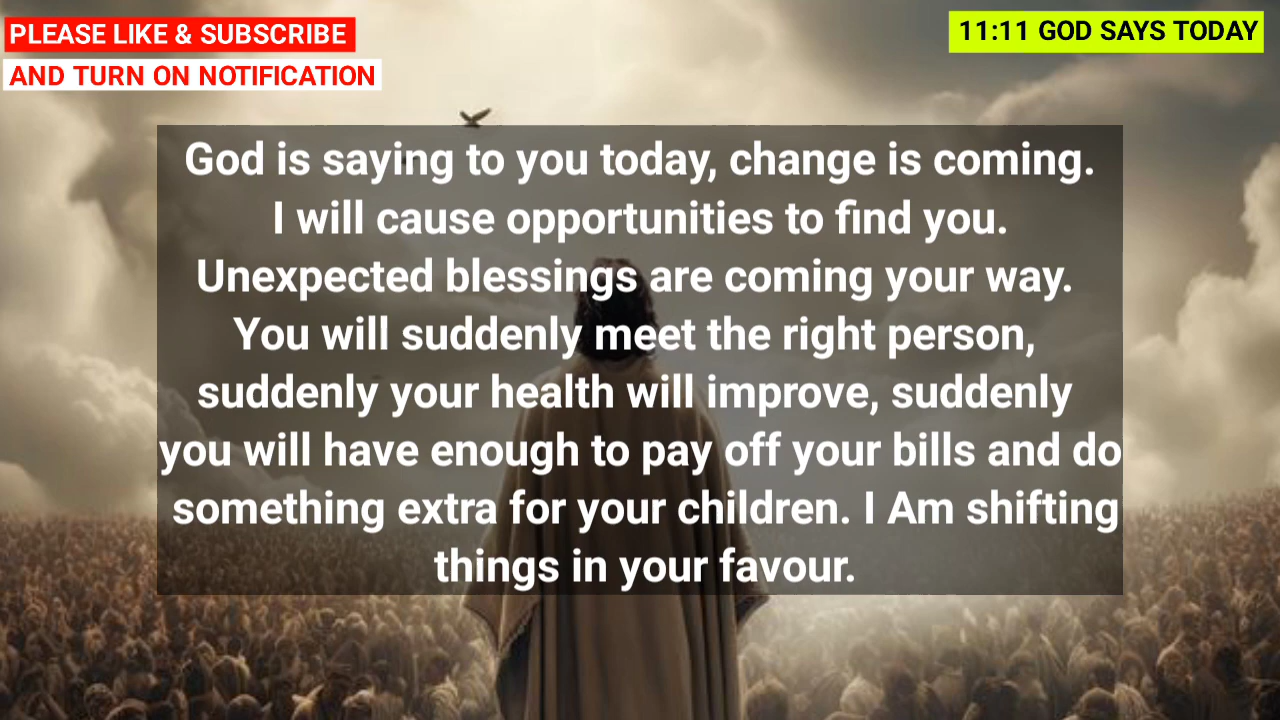 PLEASE LIKE & SUBSCRIBE
AND TURN ON NOTIFICATION
11:11 GOD SAYS TODAY
God is saying to you today, change is coming.
I will cause opportunities to find you.
Unexpected blessings are coming your way.
You will suddenly meet the right person,
suddenly your health will improve, suddenly
you will have enough to pay off your bills and do
something extra for your children. I Am shifting
things in your favour.